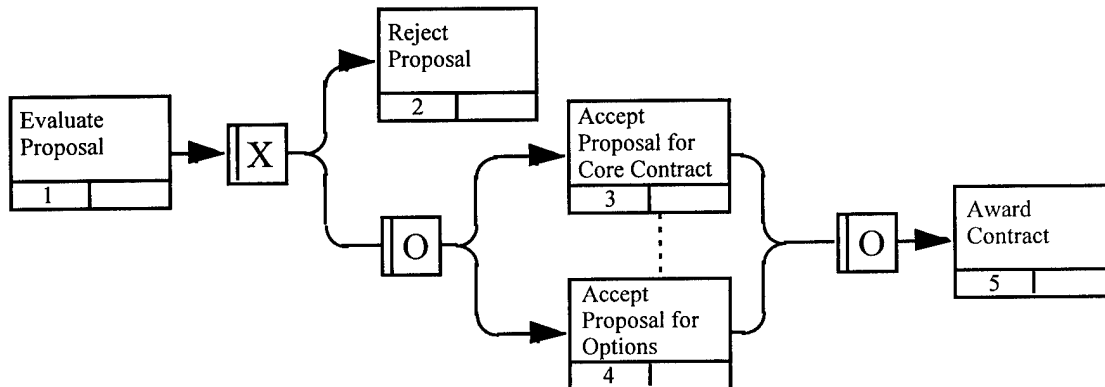 Reject
Proposal
2
Evaluate
Proposal
1
X
Accept
Proposal for
Core Contract
3
O
Accept
Proposal for
Options
4
O
Award
Contract
5